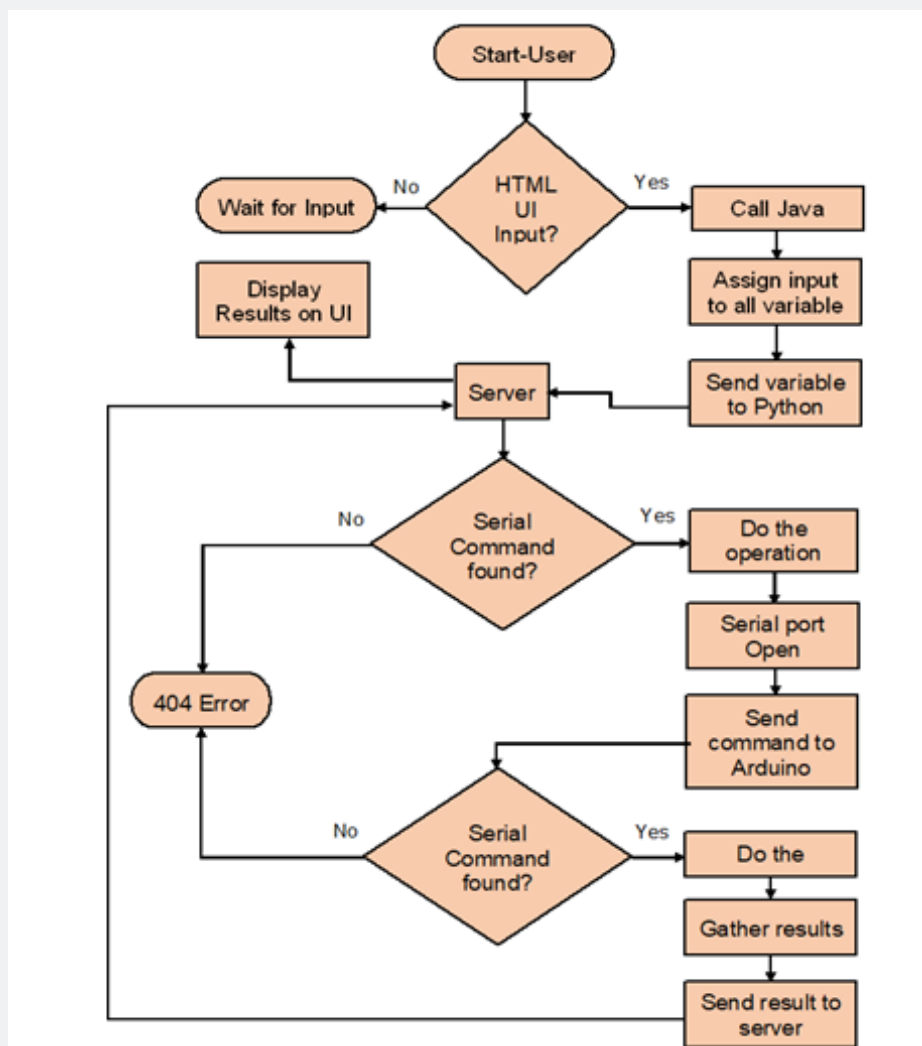 Start-User
HTML
UI
Input?
No
Yes
Wait for Input
Call Java
Assign input
to all variable
Display
Results on UI
Send variable
to Python
Server
Serial
Command
found?
No
Yes
Do the
operation
Serial port
Open
404 Error
Send
command to
Arduino
Serial
Command
found?
No
Yes
Do the
Gather results
Send result to
server